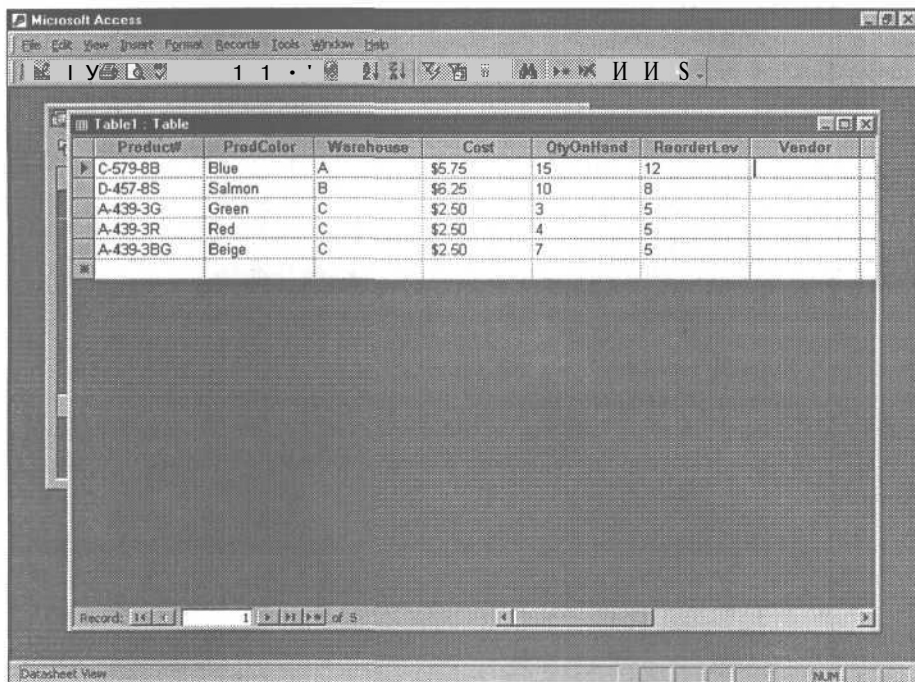 Microsoft Access
File Edit View Insert Format Records Tools Window Help
Table1 : Table
Product# ProdColor Warehouse Cost QtyOnHand ReorderLev Vendor
C-579-8B Blue A $5.75 15 12
D-457-8S Salmon B $6.25 10 8
A-439-3G Green C $2.50 3 5
A-439-3R Red C $2.50 4 5
A-439-3BG Beige C $2.50 7 5
Record: 1 of 5
Datasheet View NUM